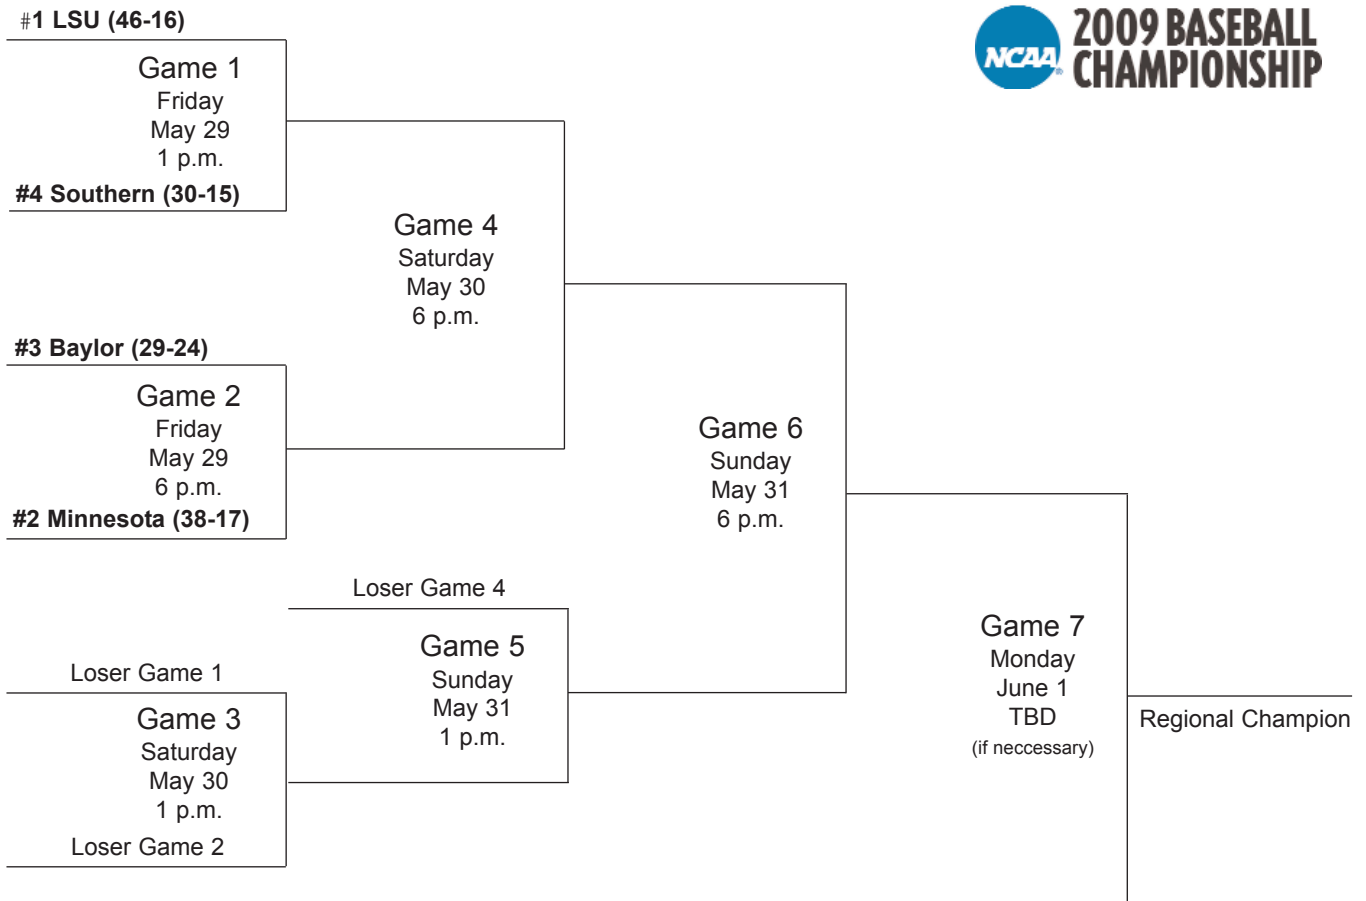 #1 LSU (46-16)
Game 1
Friday
May 29
1 p.m.
#4 Southern (30-15)
NCAA®
2009 BASEBALL
CHAMPIONSHIP
Game 4
Saturday
May 30
6 p.m.
#3 Baylor (29-24)
Game 2
Friday
May 29
6 p.m.
#2 Minnesota (38-17)
Game 6
Sunday
May 31
6 p.m.
Loser Game 4
Game 5
Sunday
May 31
1 p.m.
Loser Game 1
Game 3
Saturday
May 30
1 p.m.
Loser Game 2
Game 7
Monday
June 1
TBD
(if neccessary)
Regional Champion